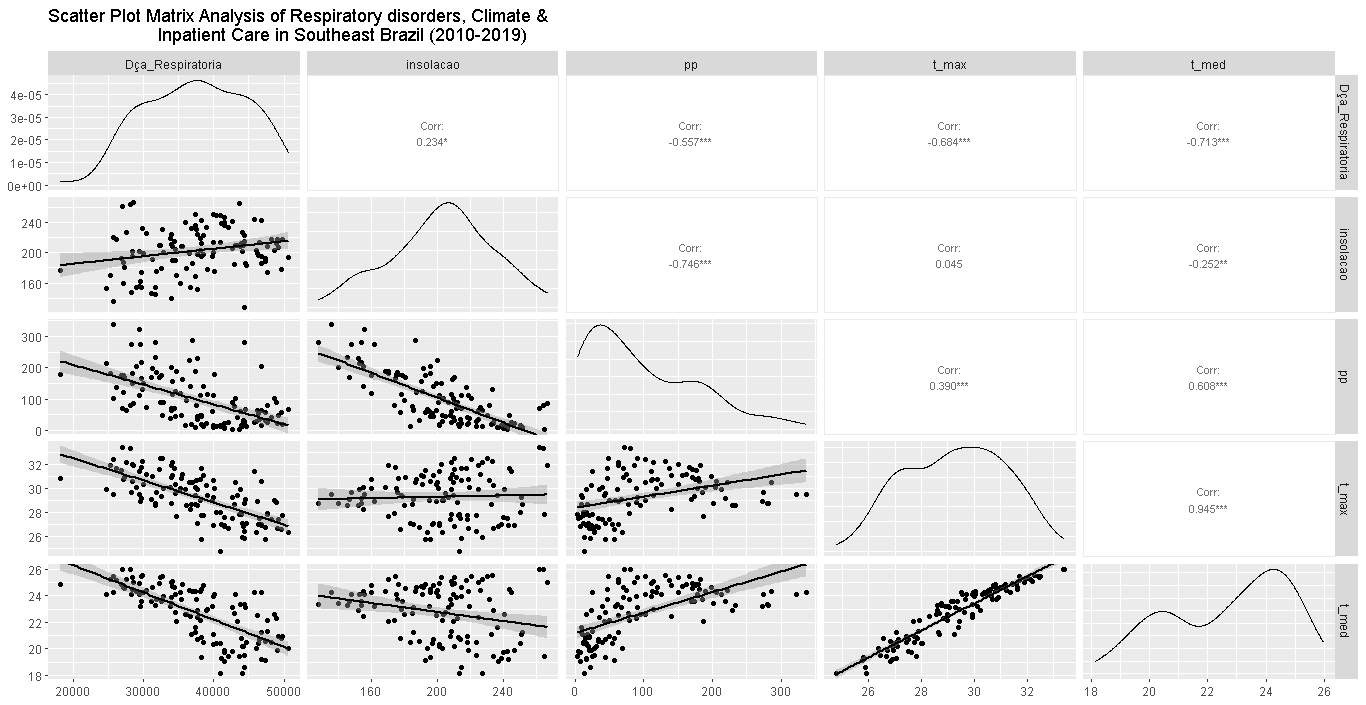 Scatter Plot Matrix Analysis of Respiratory disorders, Climate &
Inpatient Care in Southeast Brazil (2010-2019)
Dça_Respiratoria insolacao pp t_max t_med
4e-05
3e-05
2e-05
1e-05
0e+00
Corr: Corr: Corr: Corr:
0.234* -0.557*** -0.684*** -0.713***
Dça_Respiratoria
240
200
160
Corr: Corr: Corr:
-0.746*** 0.045 -0.252**
insolacao
300
200
100
0
Corr: Corr:
0.390*** 0.608***
pp
32
30
28
26
Corr:
0.945***
t_max
26
24
22
20
18
t_med
20000 30000 40000 50000 160 200 240 0 100 200 300 26 28 30 32 18 20 22 24 26